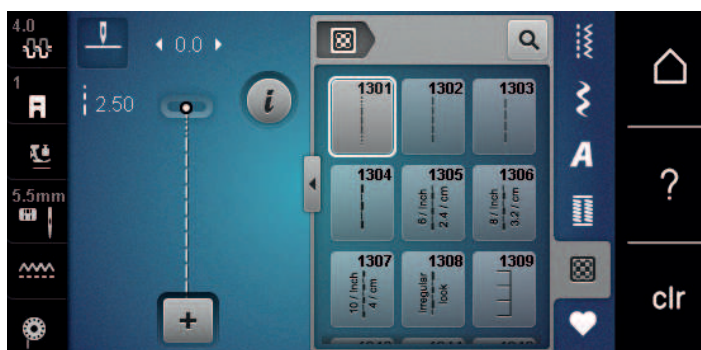 4.0
1
5.5mm
0.0
2.50
i
+
1301
1302
1303
1304
1305
6 / Inch
2.4 / cm
1306
8 / Inch
3.2 / cm
1307
10 / Inch
4 / cm
1308
Irregular
look
1309
A
?
clr